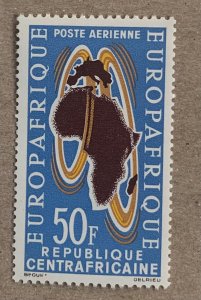 POSTE AERIENNE
EUROPAFRIQUE
EUROPAFRIQUE
50F
REPUBLIQUE
CENTRAFRICAINE
DELRIEU